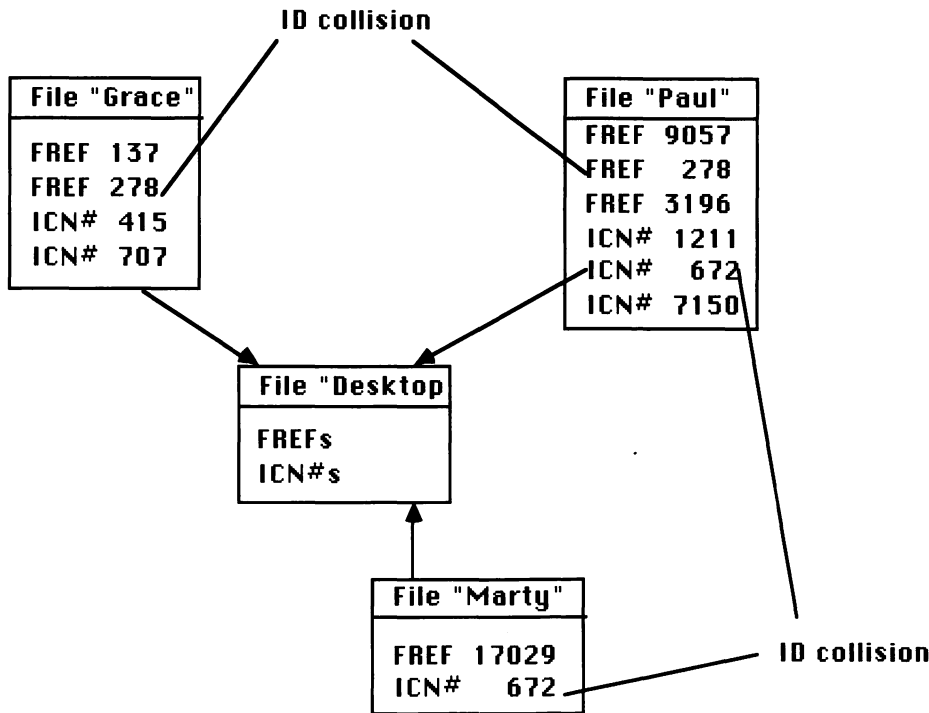 ID collision
File "Grace"
FREF 137
FREF 278
ICN# 415
ICN# 707
File "Paul"
FREF 9057
FREF 278
FREF 3196
ICN# 1211
ICN# 672
ICN# 7150
File "Desktop
FREFs
ICN#s
File "Marty"
FREF 17029
ICN# 672
ID collision